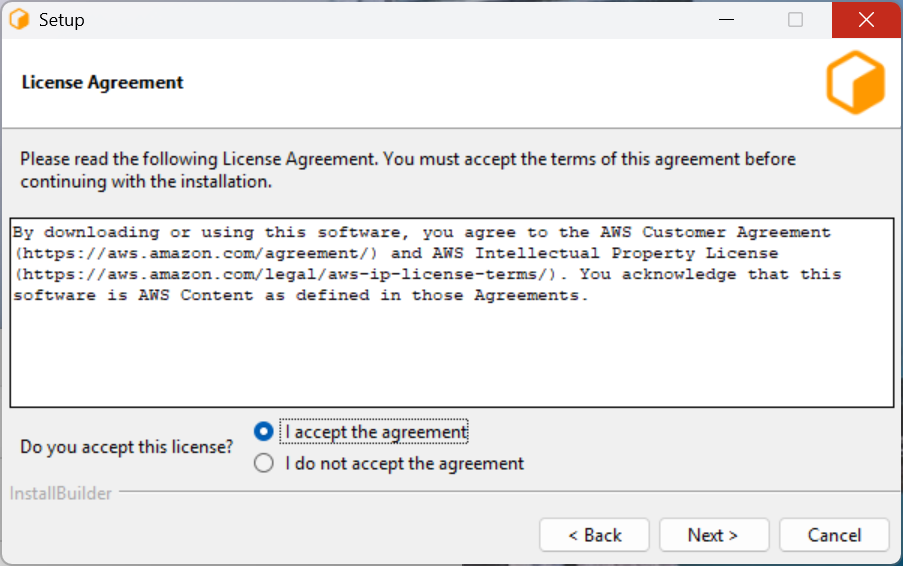 Setup
License Agreement
Please read the following License Agreement. You must accept the terms of this agreement before
continuing with the installation.
By downloading or using this software, you agree to the AWS Customer Agreement
(https://aws.amazon.com/agreement/) and AWS Intellectual Property License
(https://aws.amazon.com/legal/aws-ip-license-terms/). You acknowledge that this
software is AWS Content as defined in those Agreements.
Do you accept this license?
I accept the agreement
I do not accept the agreement
InstallBuilder
< Back Next > Cancel